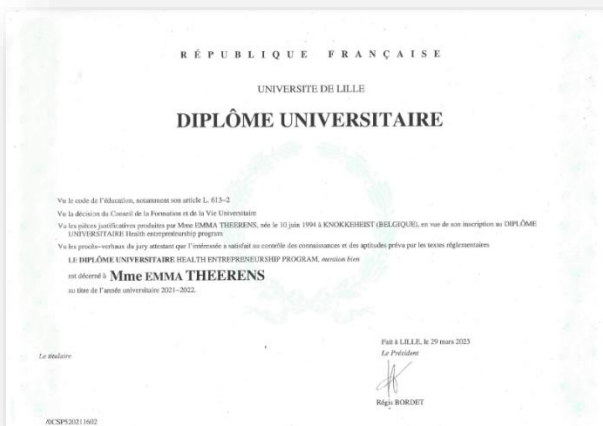 RÉPUBLIQUE FRANÇAISE
UNIVERSITE DE LILLE
DIPLÔME UNIVERSITAIRE
Vu le code de l'éducation, notamment son article L. 613-2
Vu la décision du Conseil de la Formation et de la Vie Universitaire
Vu les pièces justificatives produites par Mme EMMA THEERENS, née le 10 juin 1994 à KNOKKEHEIST (BELGIQUE), en vue de son inscription au DIPLÔME
UNIVERSITAIRE Health entrepreneurship program
Vu les procès-verbaux du jury attestant que l'intéressée a satisfait au contrôle des connaissances et des aptitudes prévu par les textes réglementaires
LE DIPLÔME UNIVERSITAIRE HEALTH ENTREPRENEURSHIP PROGRAM, mention bien
est décerné à Mme EMMA THEERENS
au titre de l'année universitaire 2021-2022.
Fait à LILLE, le 29 mars 2023
Le titulaire
Le Président
Régis BORDET
/0CSP520211602